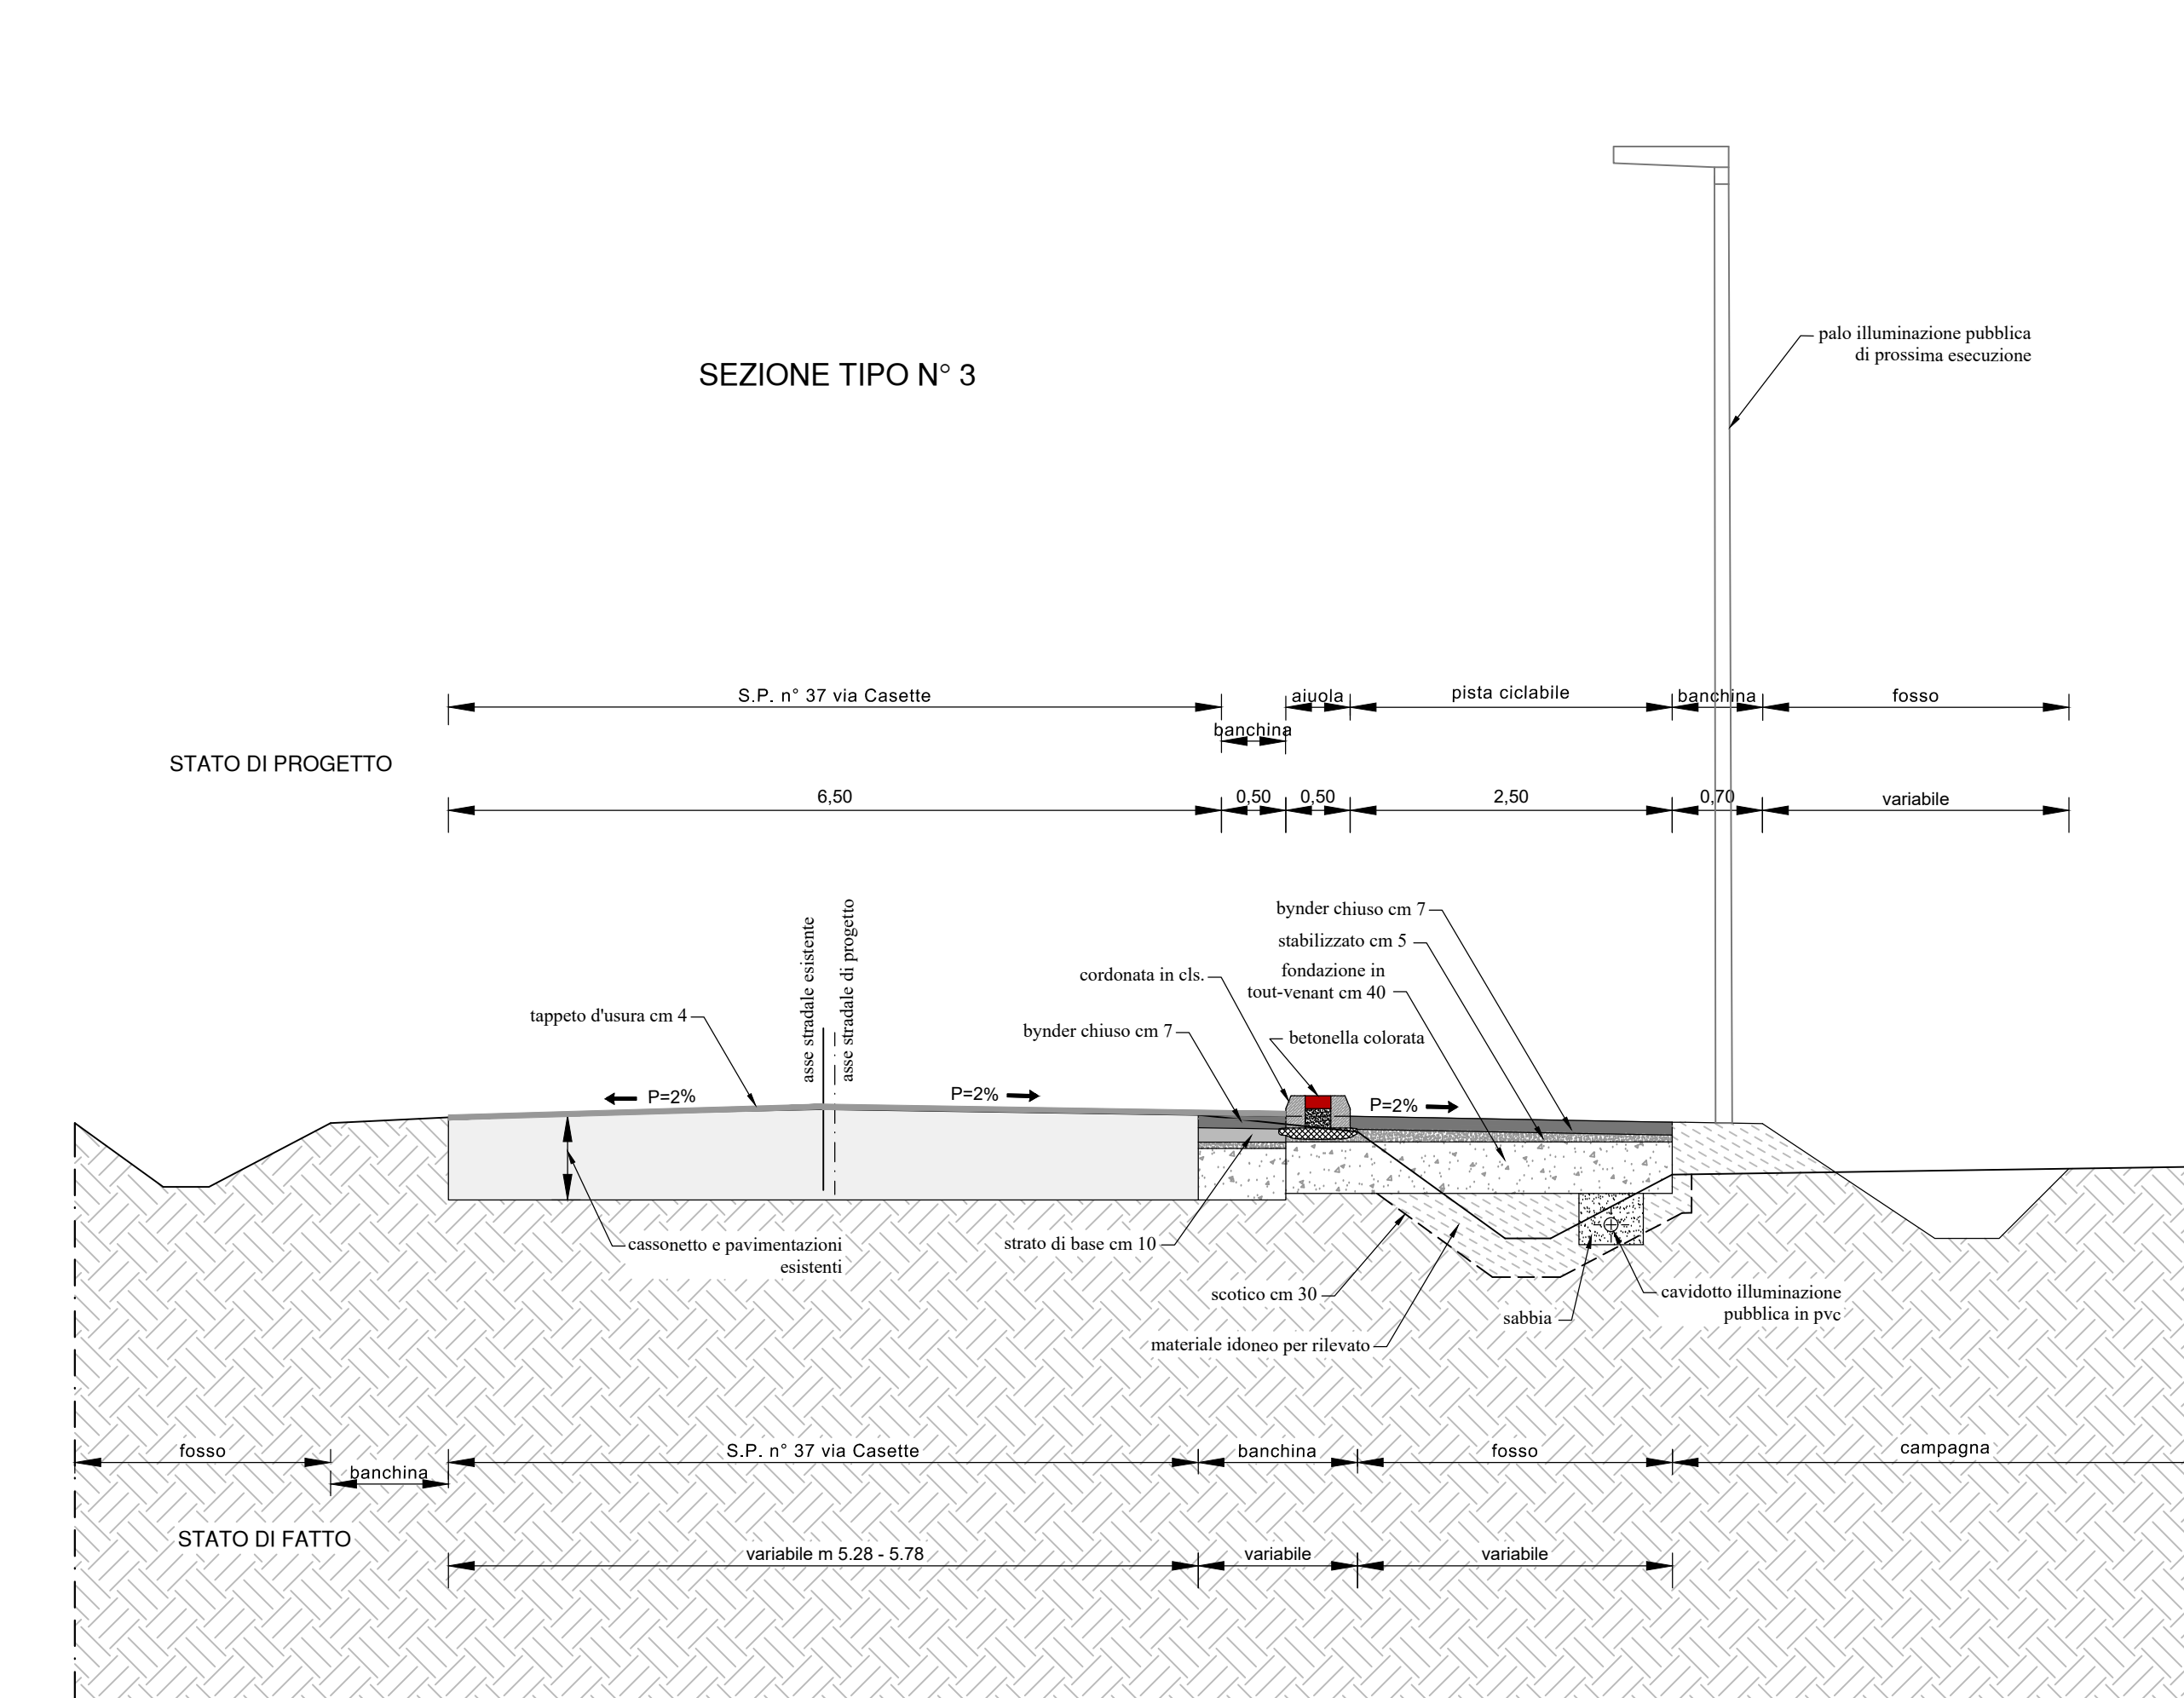 palo illuminazione pubblica
di prossima esecuzione
SEZIONE TIPO N° 3
S.P. n° 37 via Casette
aiuola
pista ciclabile
banchina
fosso
banchina
STATO DI PROGETTO
6,50
0,50
0,50
2,50
0,70
variabile
asse stradale esistente
asse stradale di progetto
bynder chiuso cm 7
stabilizzato cm 5
fondazione in
tout-venant cm 40
cordonata in cls.
tappeto d'usura cm 4
bynder chiuso cm 7
betonella colorata
P=2%
P=2%
P=2%
cassonetto e pavimentazioni
esistenti
strato di base cm 10
scotico cm 30
materiale idoneo per rilevato
sabbia
cavidotto illuminazione
pubblica in pvc
fosso
banchina
S.P. n° 37 via Casette
banchina
fosso
campagna
STATO DI FATTO
variabile m 5.28 - 5.78
variabile
variabile